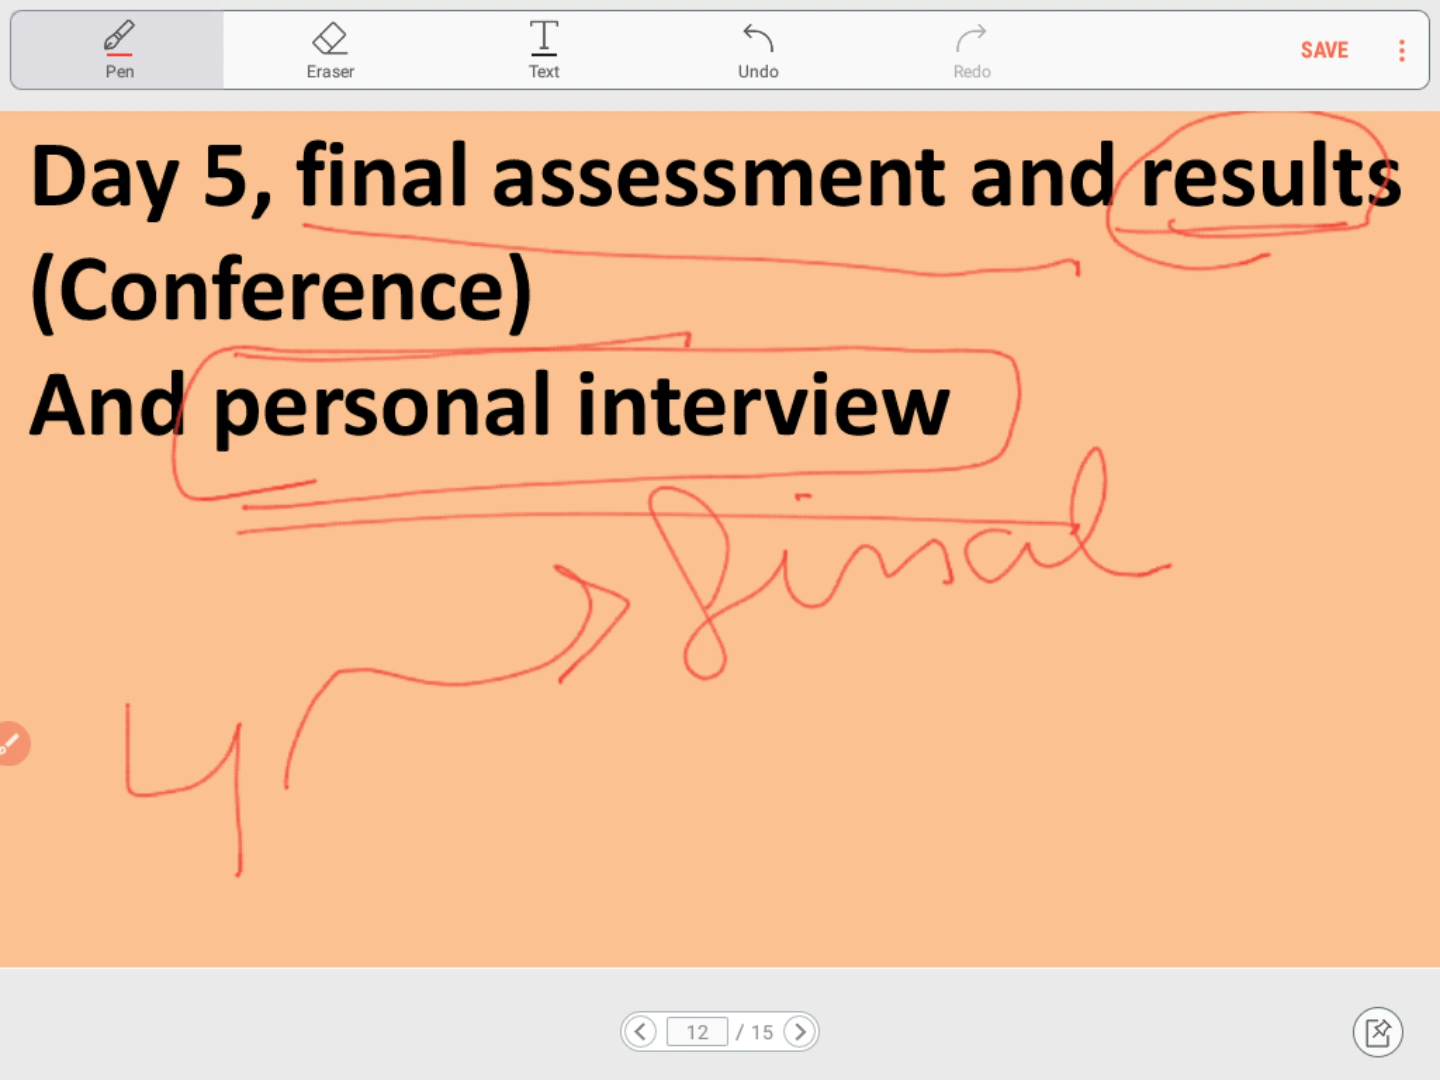 Pen
Eraser
Text
Undo
Redo
SAVE
Day 5, final assessment and results
(Conference)
And personal interview
final
4
12 / 15